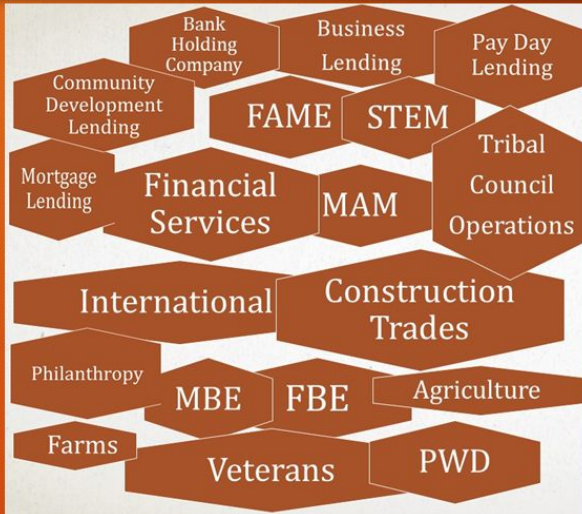 Bank
Holding
Company
Business
Lending
Pay Day
Lending
Community
Development
Lending
FAME
STEM
Tribal
Council
Operations
Mortgage
Lending
Financial
Services
MAM
International
Construction
Trades
Philanthropy
MBE
FBE
Agriculture
Farms
Veterans
PWD